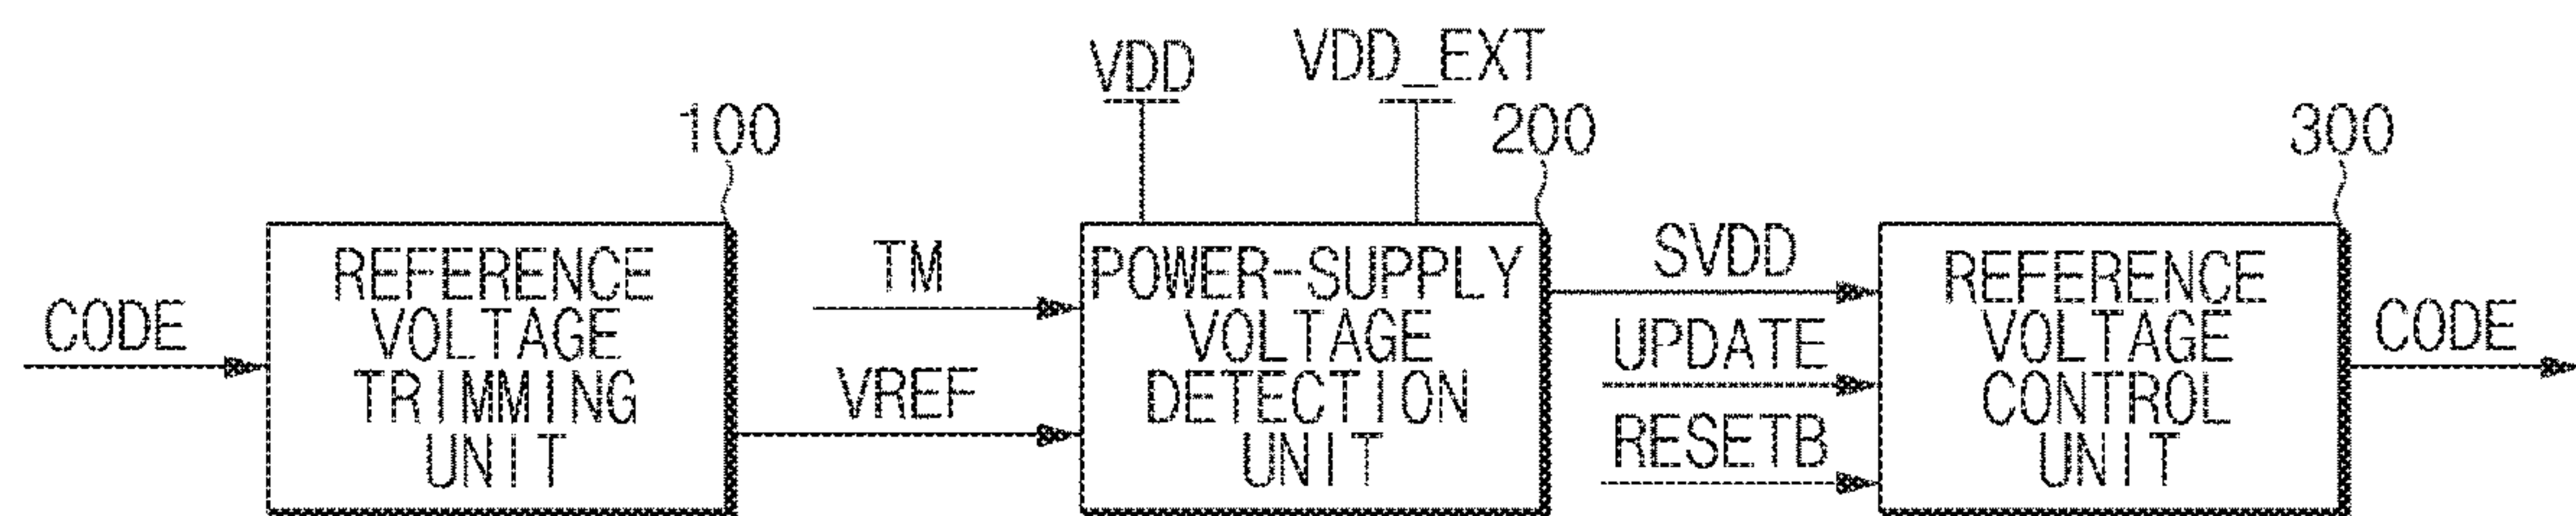 VDD
VDD_EXT
100
200
300
CODE
REFERENCE
VOLTAGE
TRIMMING
UNIT
TM
VREF
POWER-SUPPLY
VOLTAGE
DETECTION
UNIT
SVDD
UPDATE
RESETB
REFERENCE
VOLTAGE
CONTROL
UNIT
CODE